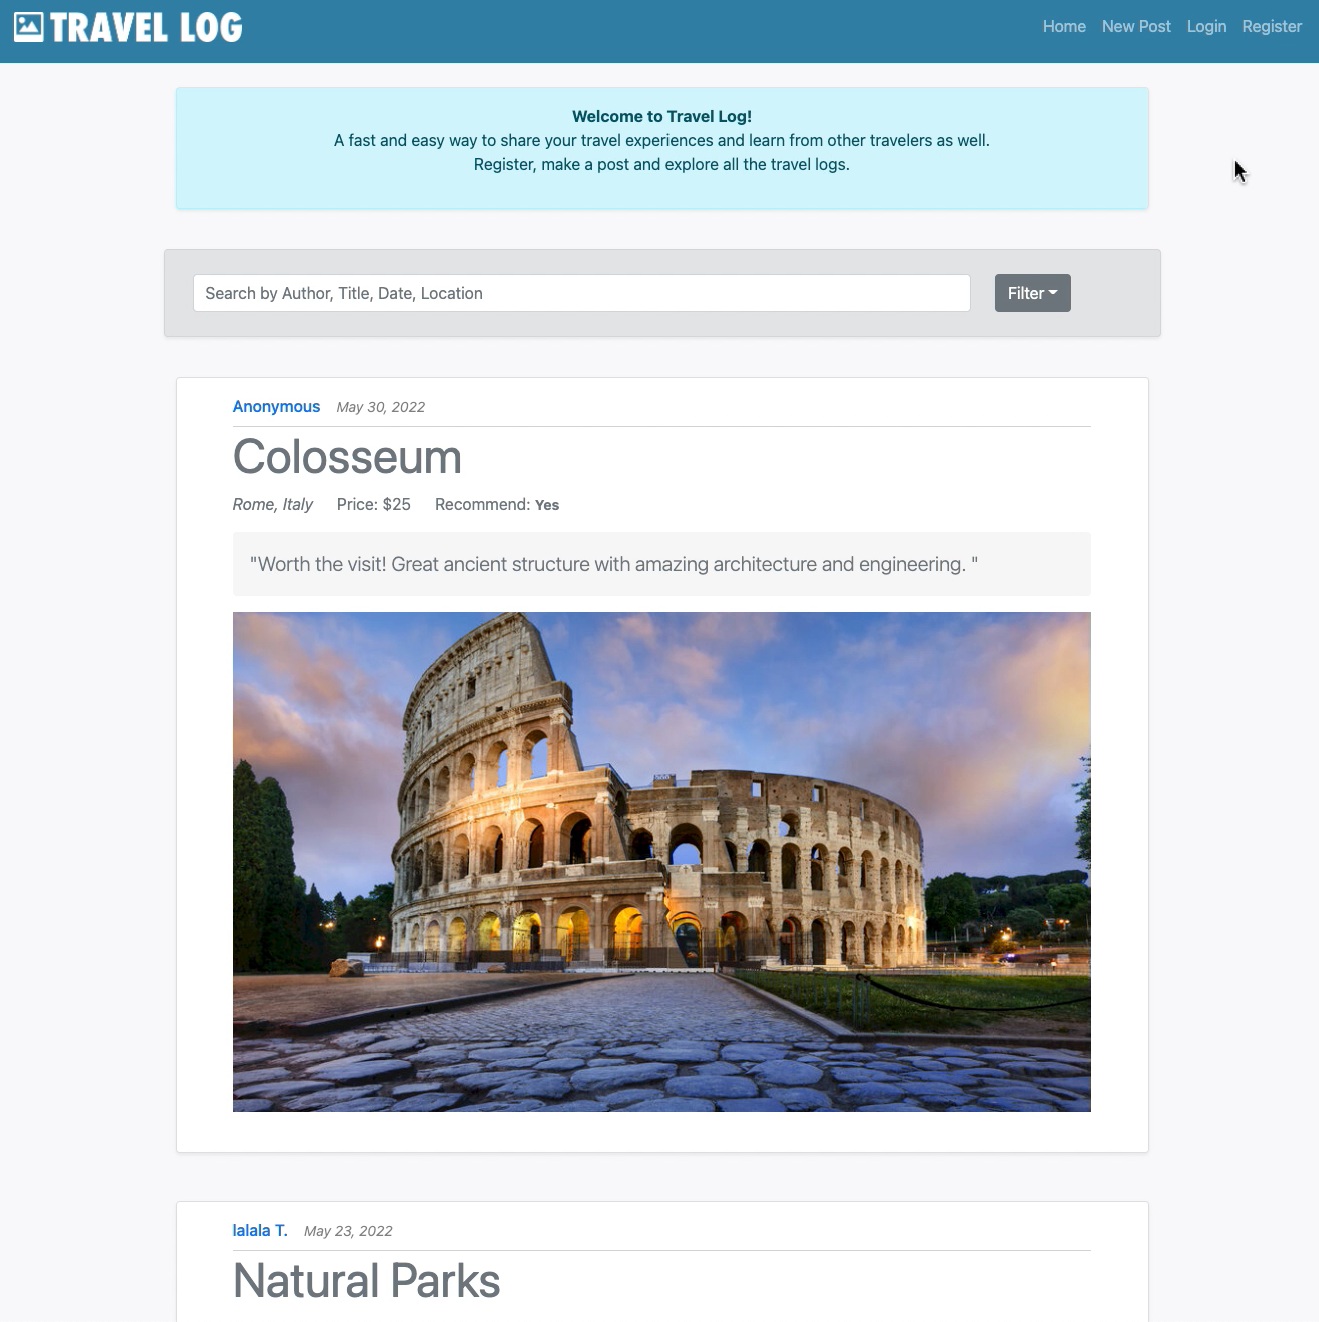 TRAVEL LOG
Home New Post Login Register
Welcome to Travel Log!
A fast and easy way to share your travel experiences and learn from other travelers as well.
Register, make a post and explore all the travel logs.
Search by Author, Title, Date, Location
Filter
Anonymous May 30, 2022
Colosseum
Rome, Italy Price: $25 Recommend: Yes
"Worth the visit! Great ancient structure with amazing architecture and engineering. "
lalala T. May 23, 2022
Natural Parks